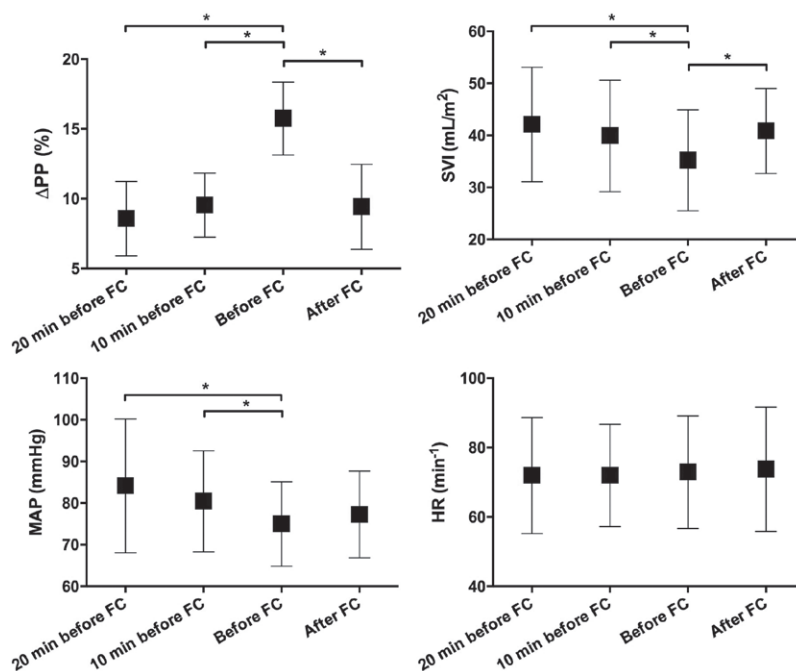 *
*
*
20
15
10
5
ΔPP (%)
20 min before FC
10 min before FC
Before FC
After FC
*
*
*
60
50
40
30
20
SVI (mL/m²)
20 min before FC
10 min before FC
Before FC
After FC
*
*
110
100
90
80
70
60
MAP (mmHg)
20 min before FC
10 min before FC
Before FC
After FC
100
80
60
40
HR (min⁻¹)
20 min before FC
10 min before FC
Before FC
After FC